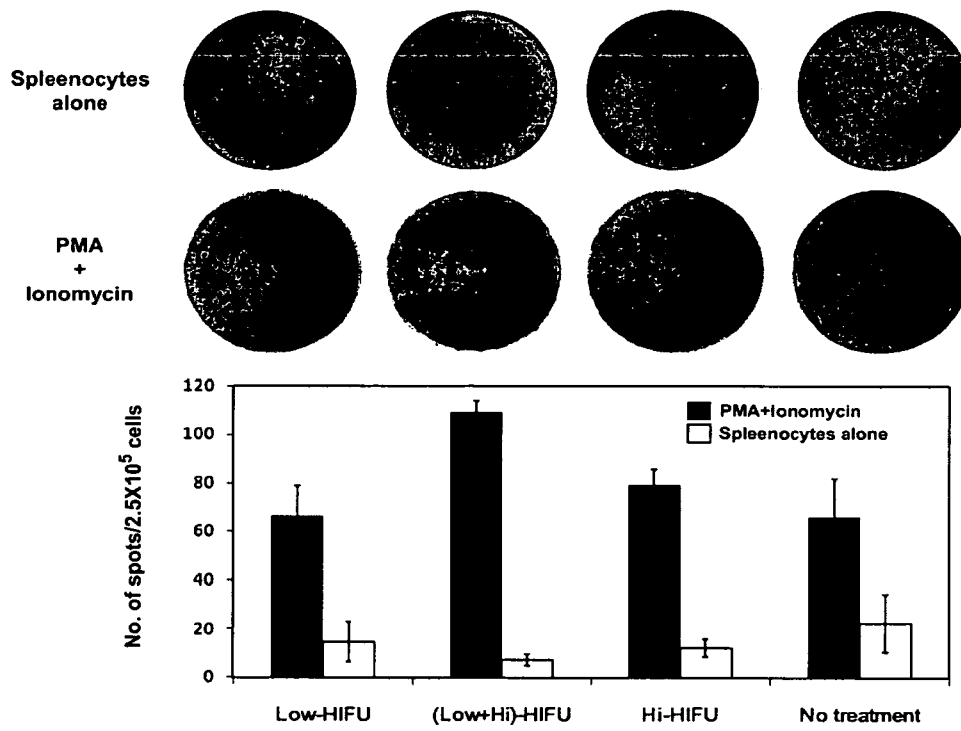 Spleenocytes
alone
PMA
+
Ionomycin
No. of spots/2.5X10⁵ cells
120
100
80
60
40
20
0
PMA+Ionomycin
Spleenocytes alone
Low-HIFU
(Low+Hi)-HIFU
Hi-HIFU
No treatment